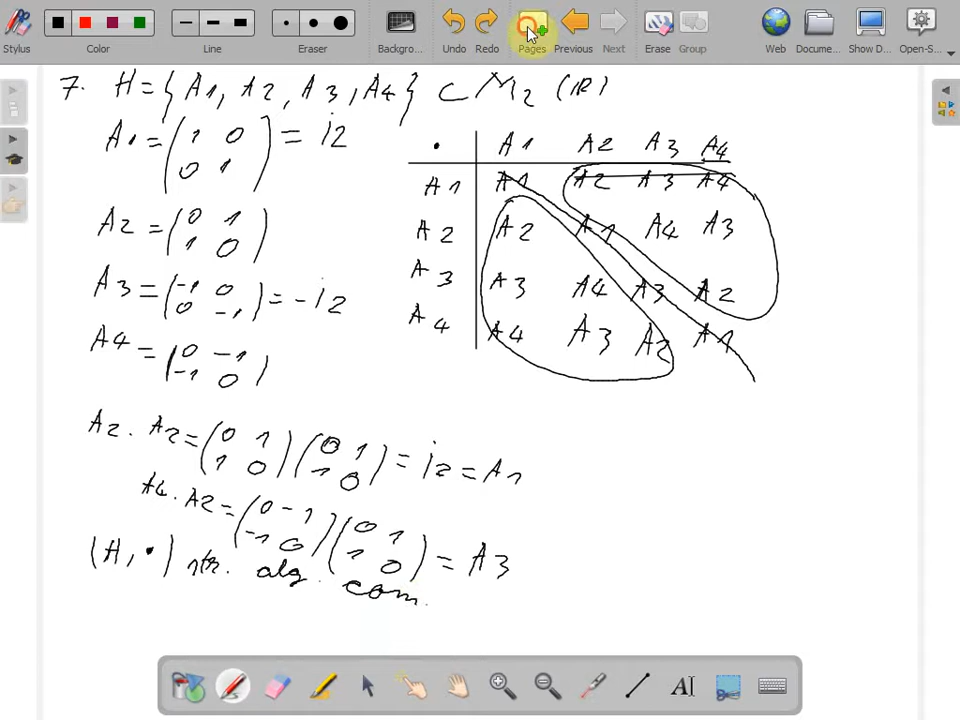 Stylus Color Line Eraser Backgro... Undo Redo Pages Previous Next Erase Group Web Docume... Show D... Open-S...
7. H={A1, A2, A3, A4} ⊂ M2 (R)
A1 = (1 0
0 1) = i2
A2 = (0 1
1 0)
A3 = (-1 0
0 -1) = -i2
A4 = (0 -1
-1 0)
· A1 A2 A3 A4
A1 A1 A2 A3 A4
A2 A2 A1 A4 A3
A3 A3 A4 A3 A2
A4 A4 A3 A2 A1
A2 . A2 = (0 1
1 0) (0 1
1 0) = i2 = A1
A4 . A2 = (0 -1
-1 0) (0 1
1 0) = A3
(H, ·) str. alg. com.